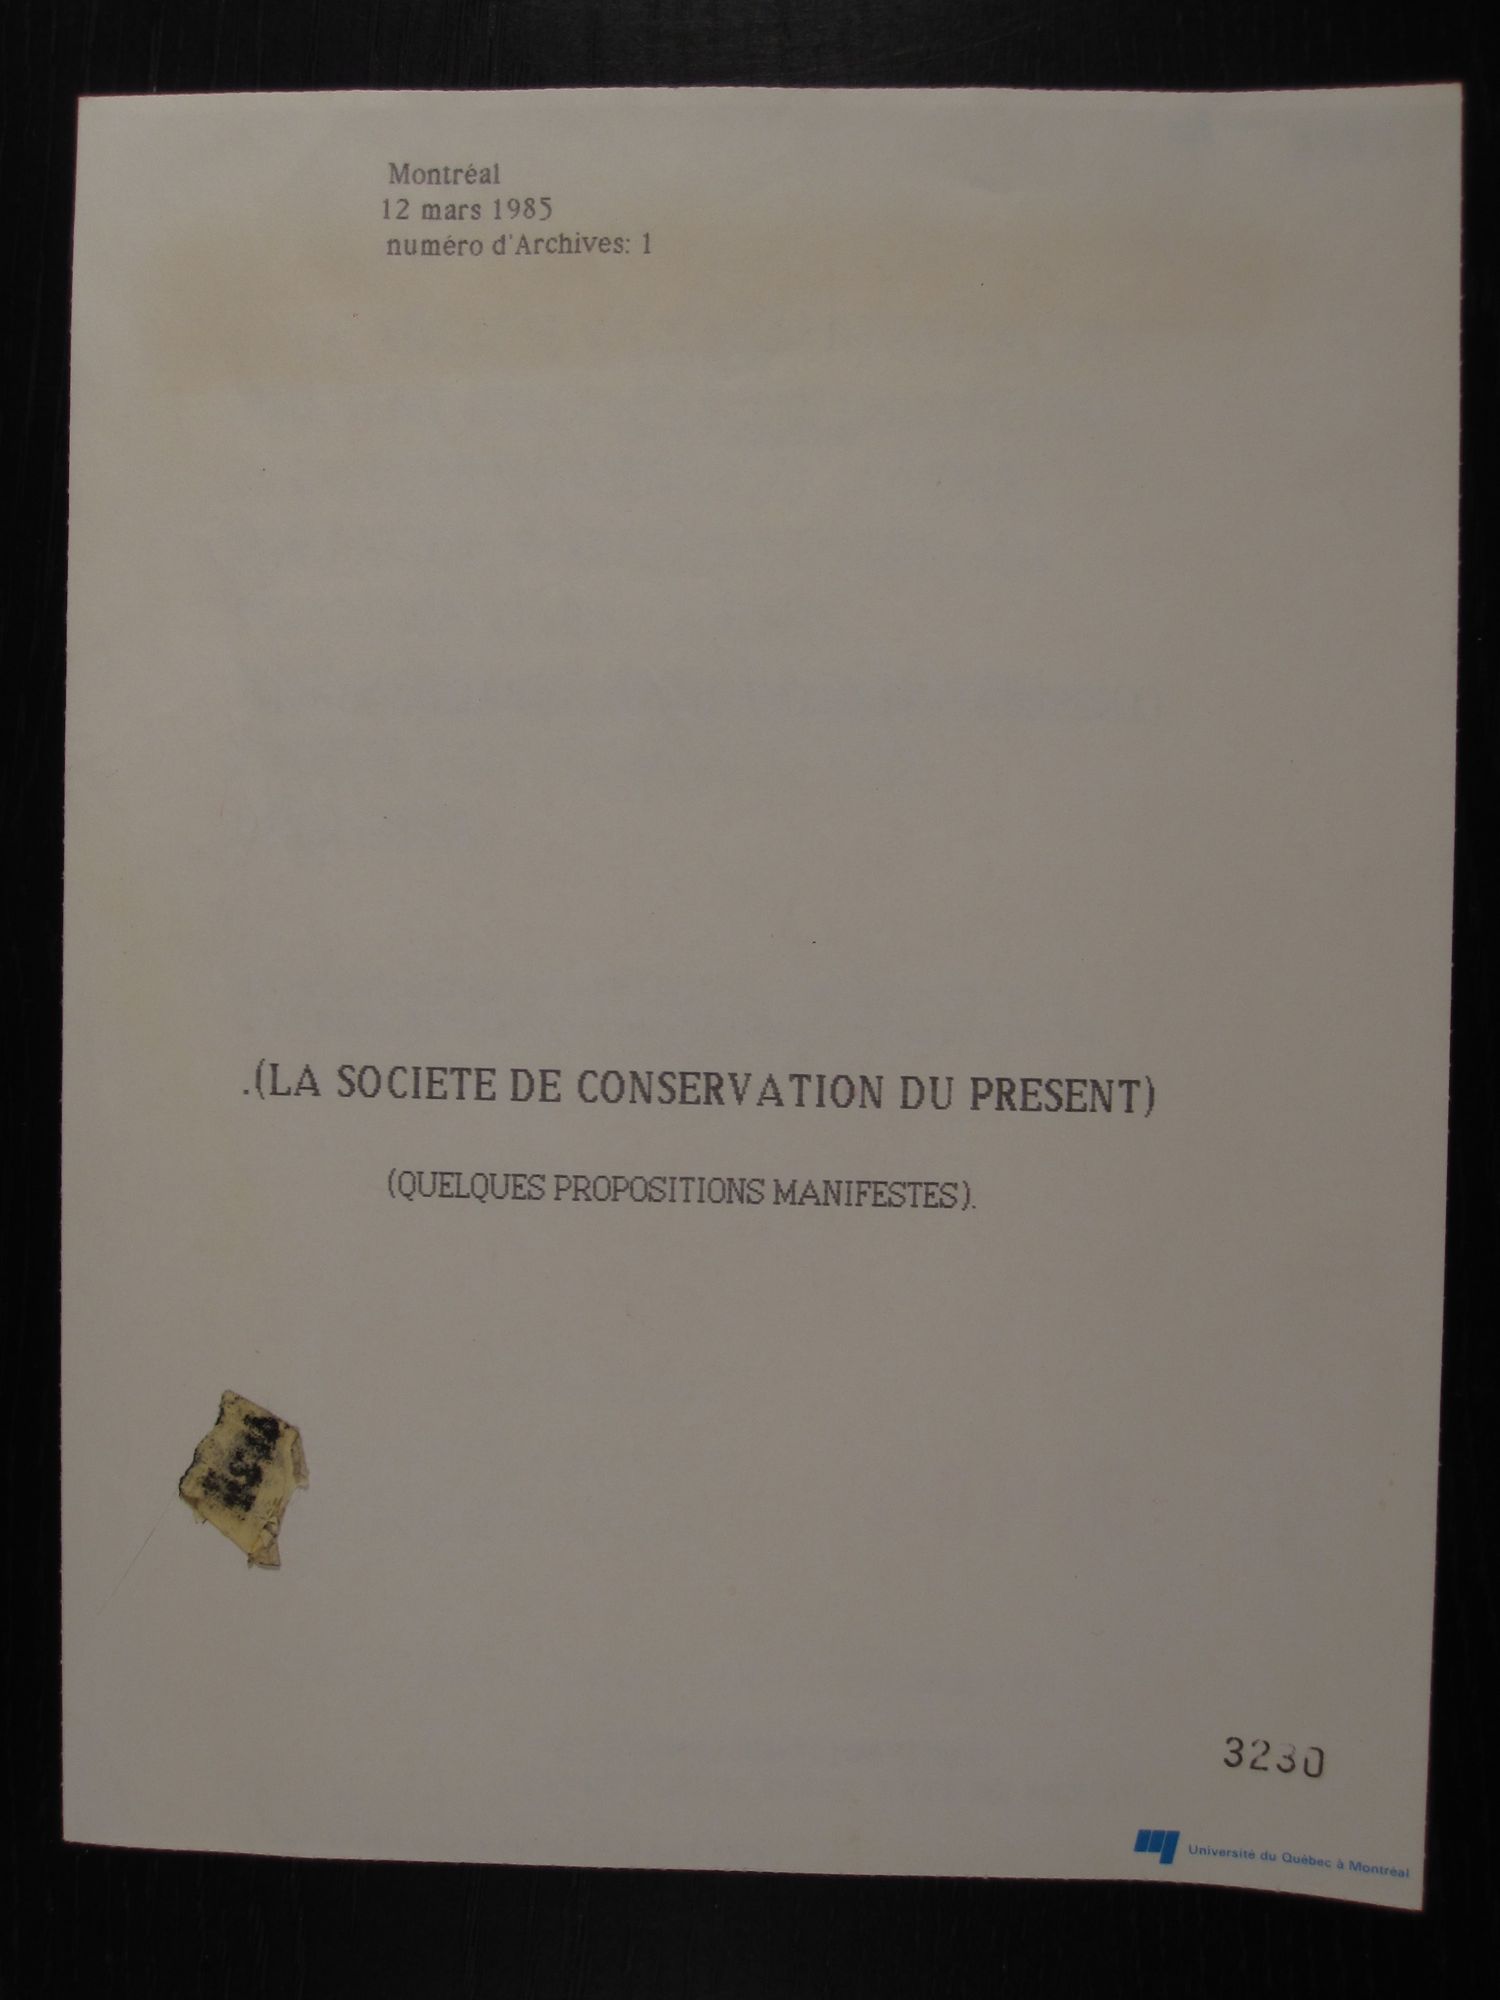 Montréal
12 mars 1985
numéro d'Archives: 1
.(LA SOCIETE DE CONSERVATION DU PRESENT)
(QUELQUES PROPOSITIONS MANIFESTES).
3230
Université du Québec à Montréal